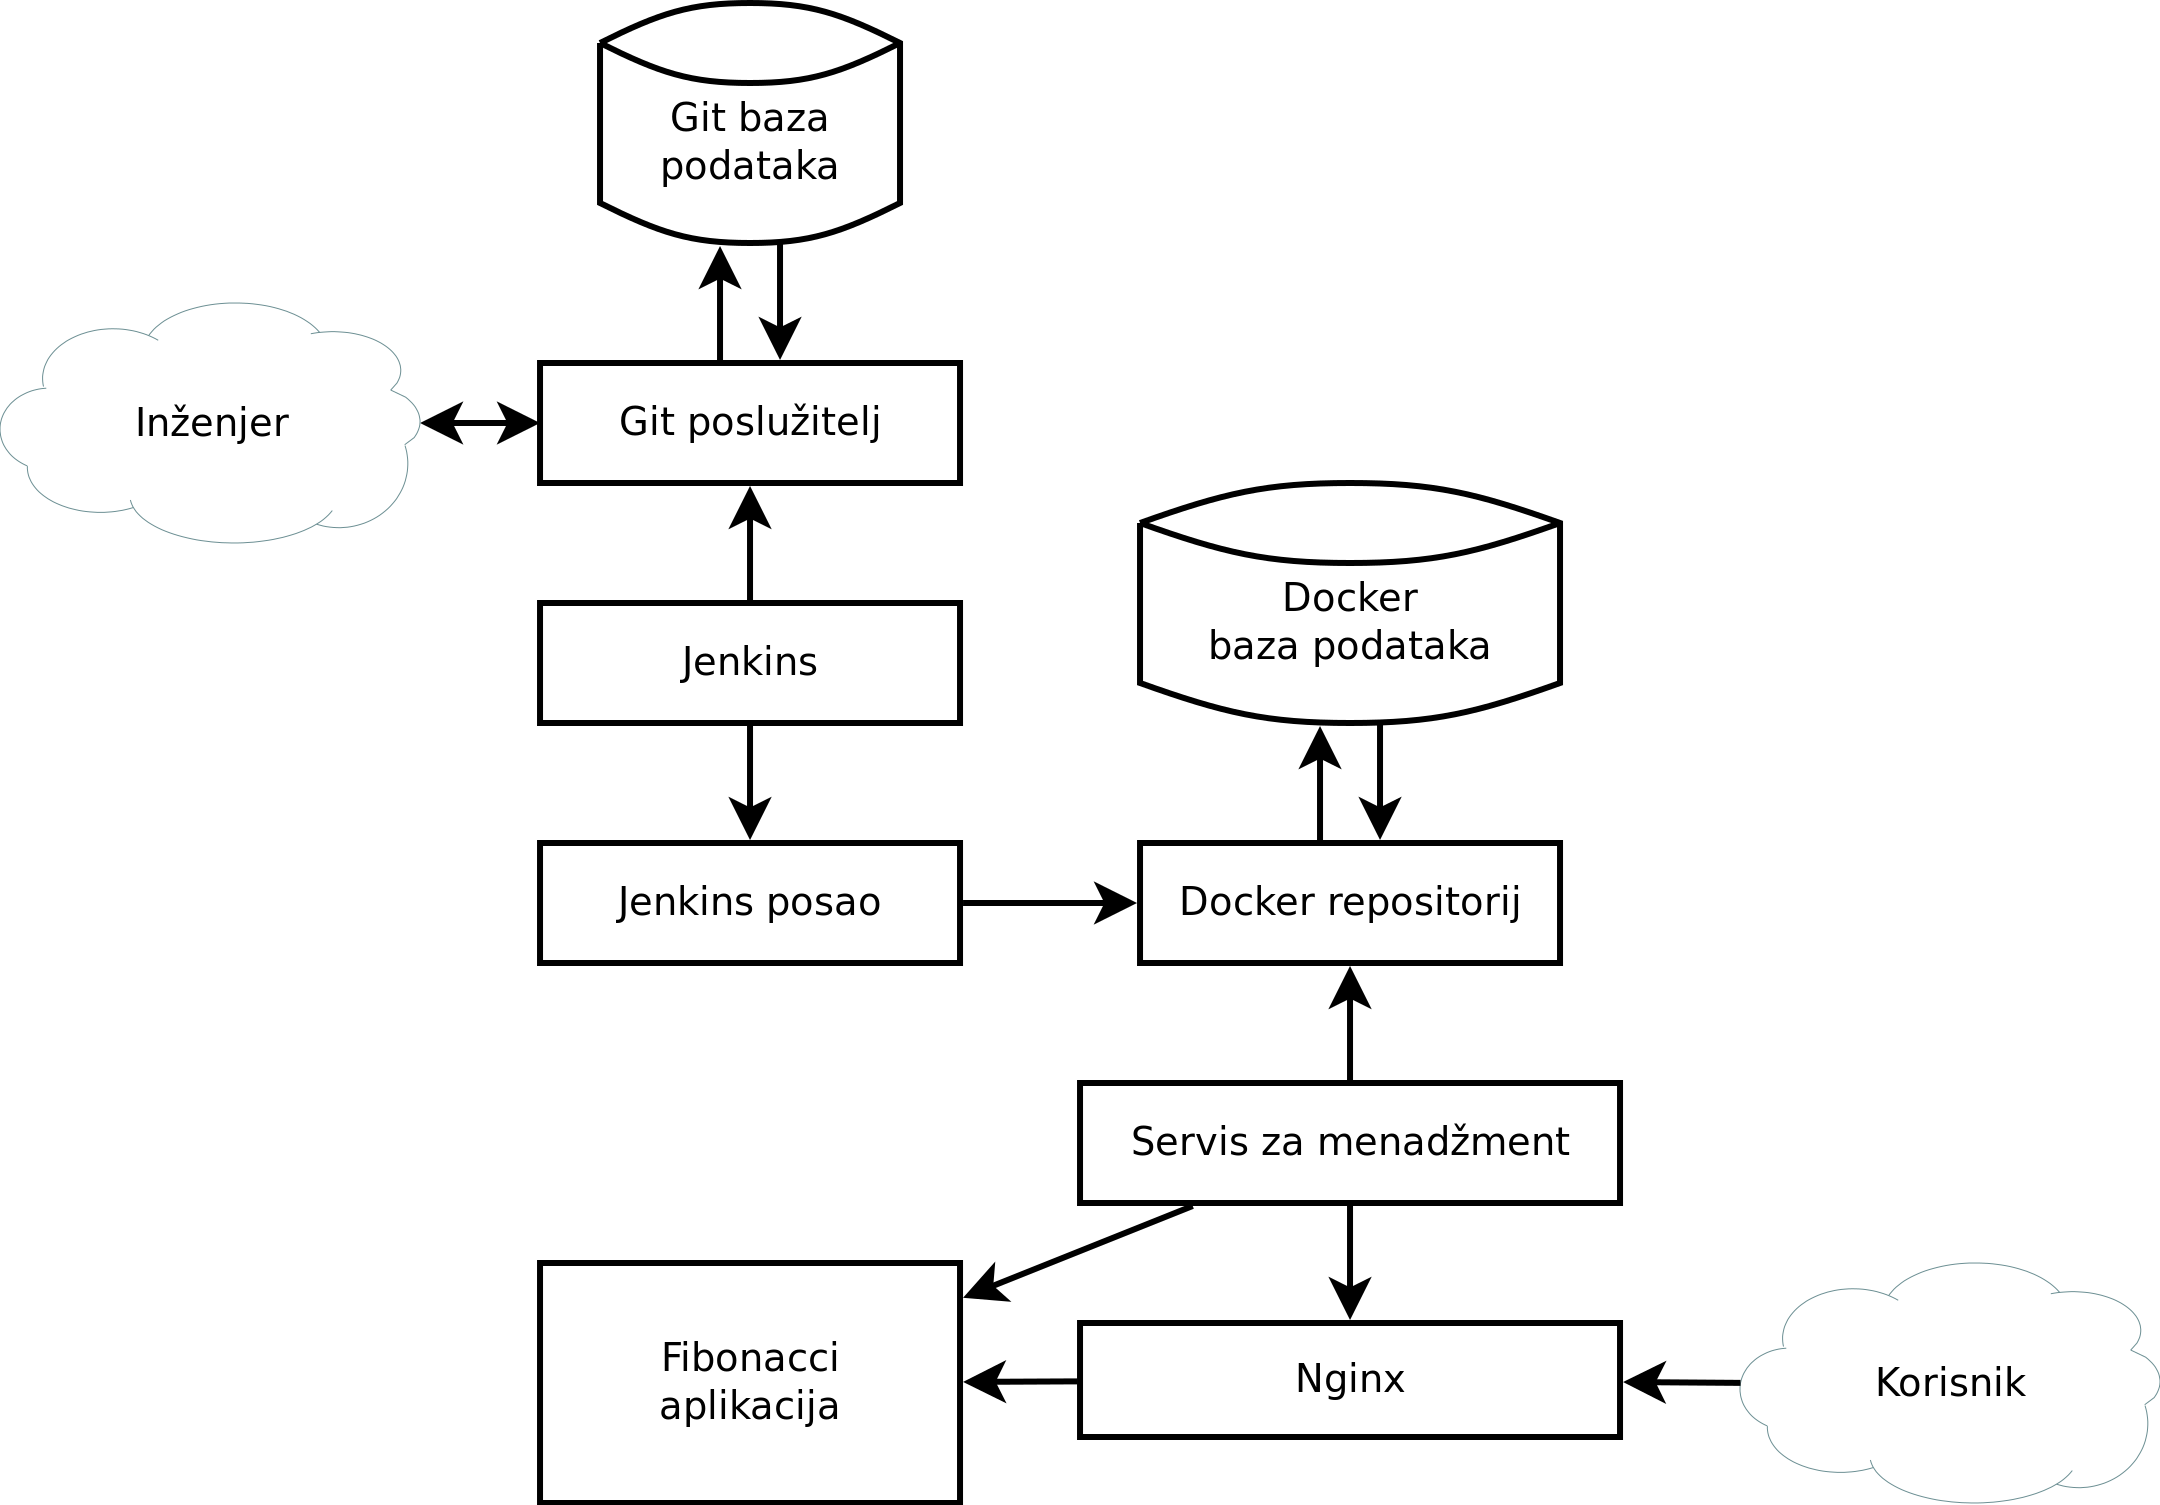 Git baza
podataka
Inženjer
Git poslužitelj
Jenkins
Docker
baza podataka
Jenkins posao
Docker repositorij
Servis za menadžment
Fibonacci
aplikacija
Nginx
Korisnik